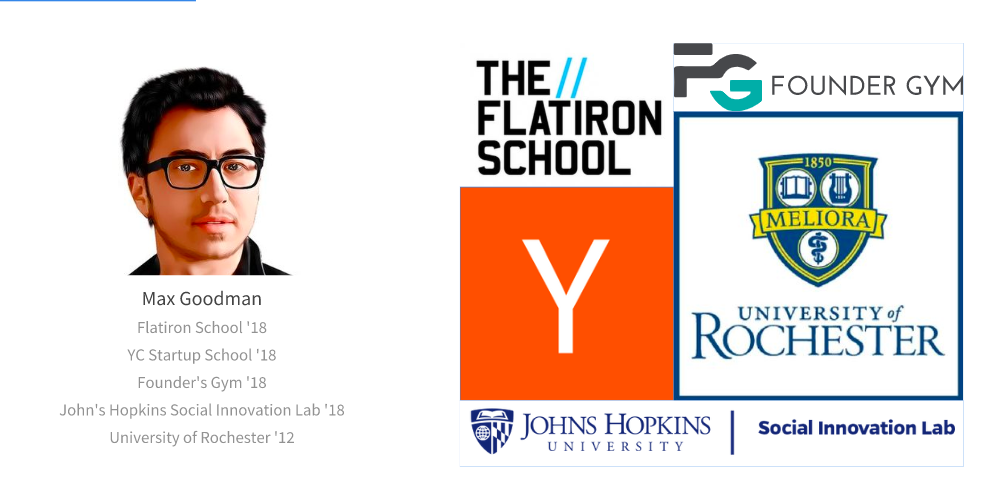 Max Goodman
Flatiron School '18
YC Startup School '18
Founder's Gym '18
John's Hopkins Social Innovation Lab '18
University of Rochester '12
THE //
FLATIRON
SCHOOL
FG FOUNDER GYM
Y
1850
MELIORA
UNIVERSITY of
ROCHESTER
JOHNS HOPKINS
UNIVERSITY
Social Innovation Lab